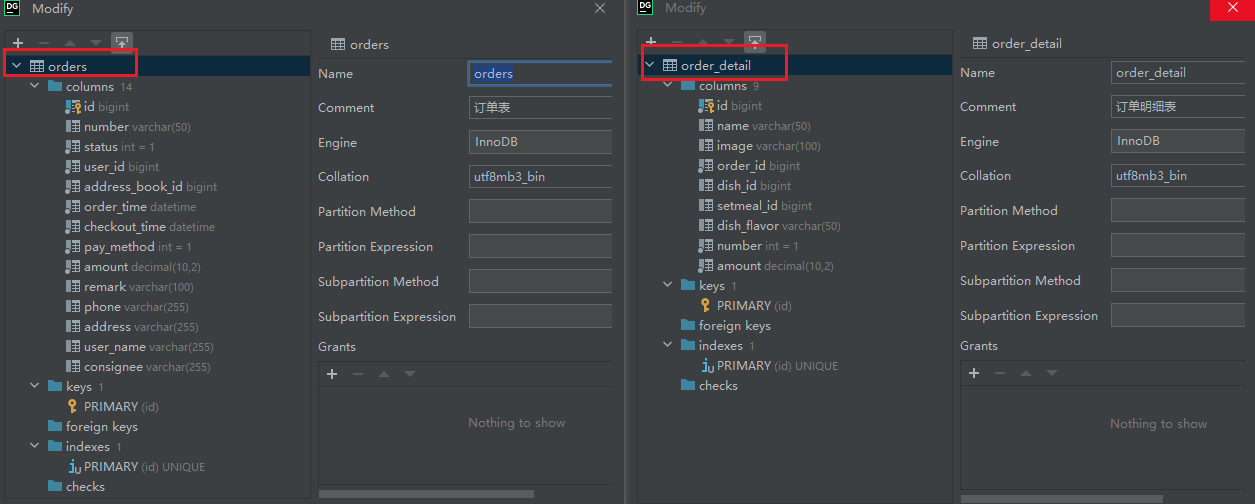 DG Modify
orders
columns 14
id bigint
number varchar(50)
status int = 1
user_id bigint
address_book_id bigint
order_time datetime
checkout_time datetime
pay_method int = 1
amount decimal(10,2)
remark varchar(100)
phone varchar(255)
address varchar(255)
user_name varchar(255)
consignee varchar(255)
keys 1
PRIMARY (id)
foreign keys
indexes 1
PRIMARY (id) UNIQUE
checks
orders
Name orders
Comment 订单表
Engine InnoDB
Collation utf8mb3_bin
Partition Method
Partition Expression
Subpartition Method
Subpartition Expression
Grants
Nothing to show
DG Modify
order_detail
columns 9
id bigint
name varchar(50)
image varchar(100)
order_id bigint
dish_id bigint
setmeal_id bigint
dish_flavor varchar(50)
number int = 1
amount decimal(10,2)
keys 1
PRIMARY (id)
foreign keys
indexes 1
PRIMARY (id) UNIQUE
checks
order_detail
Name order_detail
Comment 订单明细表
Engine InnoDB
Collation utf8mb3_bin
Partition Method
Partition Expression
Subpartition Method
Subpartition Expression
Grants
Nothing to show